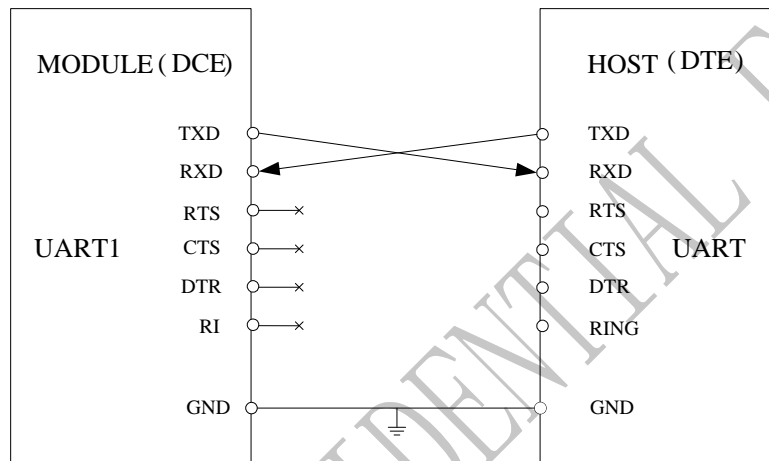 MODULE ( DCE) HOST ( DTE)
TXD TXD
RXD RXD
RTS RTS
UART1 CTS CTS UART
DTR DTR
RI RING
GND GND